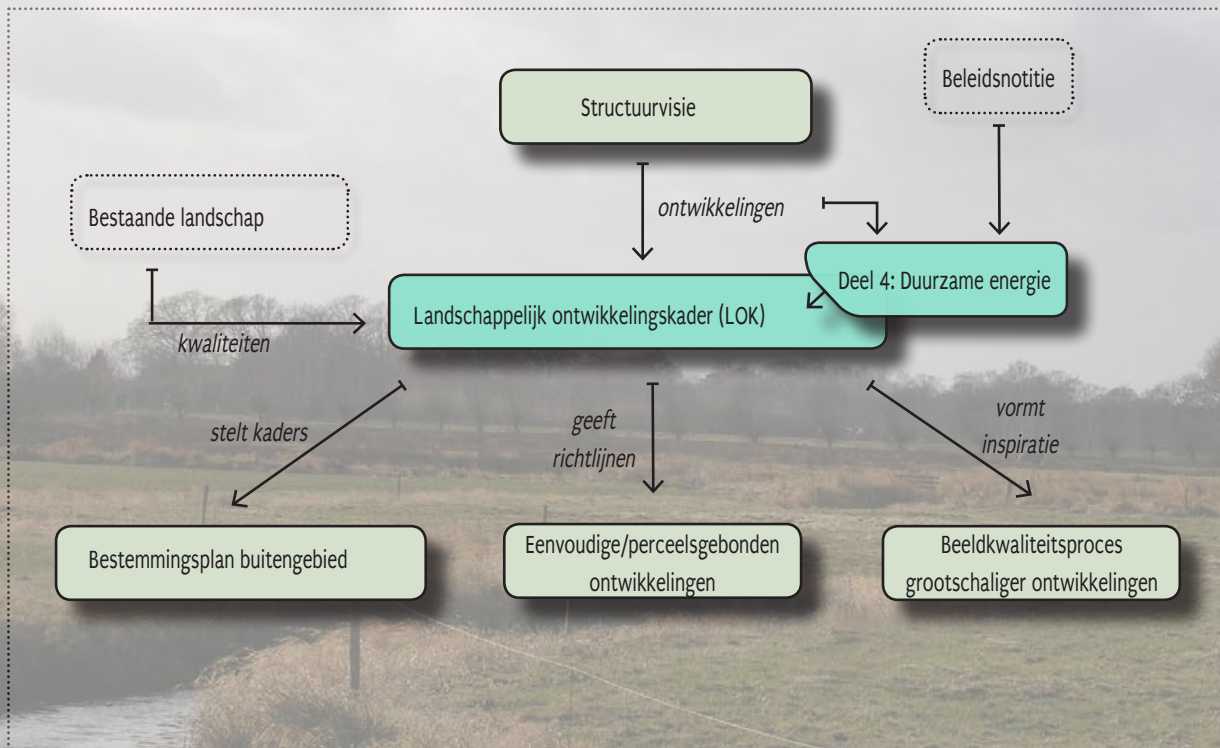 Structuurvisie
Beleidsnotitie
Bestaande landschap
ontwikkelingen
Deel 4: Duurzame energie
Landschappelijk ontwikkelingskader (LOK)
kwaliteiten
stelt kaders
geeft
richtlijnen
vormt
inspiratie
Bestemmingsplan buitengebied
Eenvoudige/perceelsgebonden
ontwikkelingen
Beeldkwaliteitsproces
grootschaliger ontwikkelingen